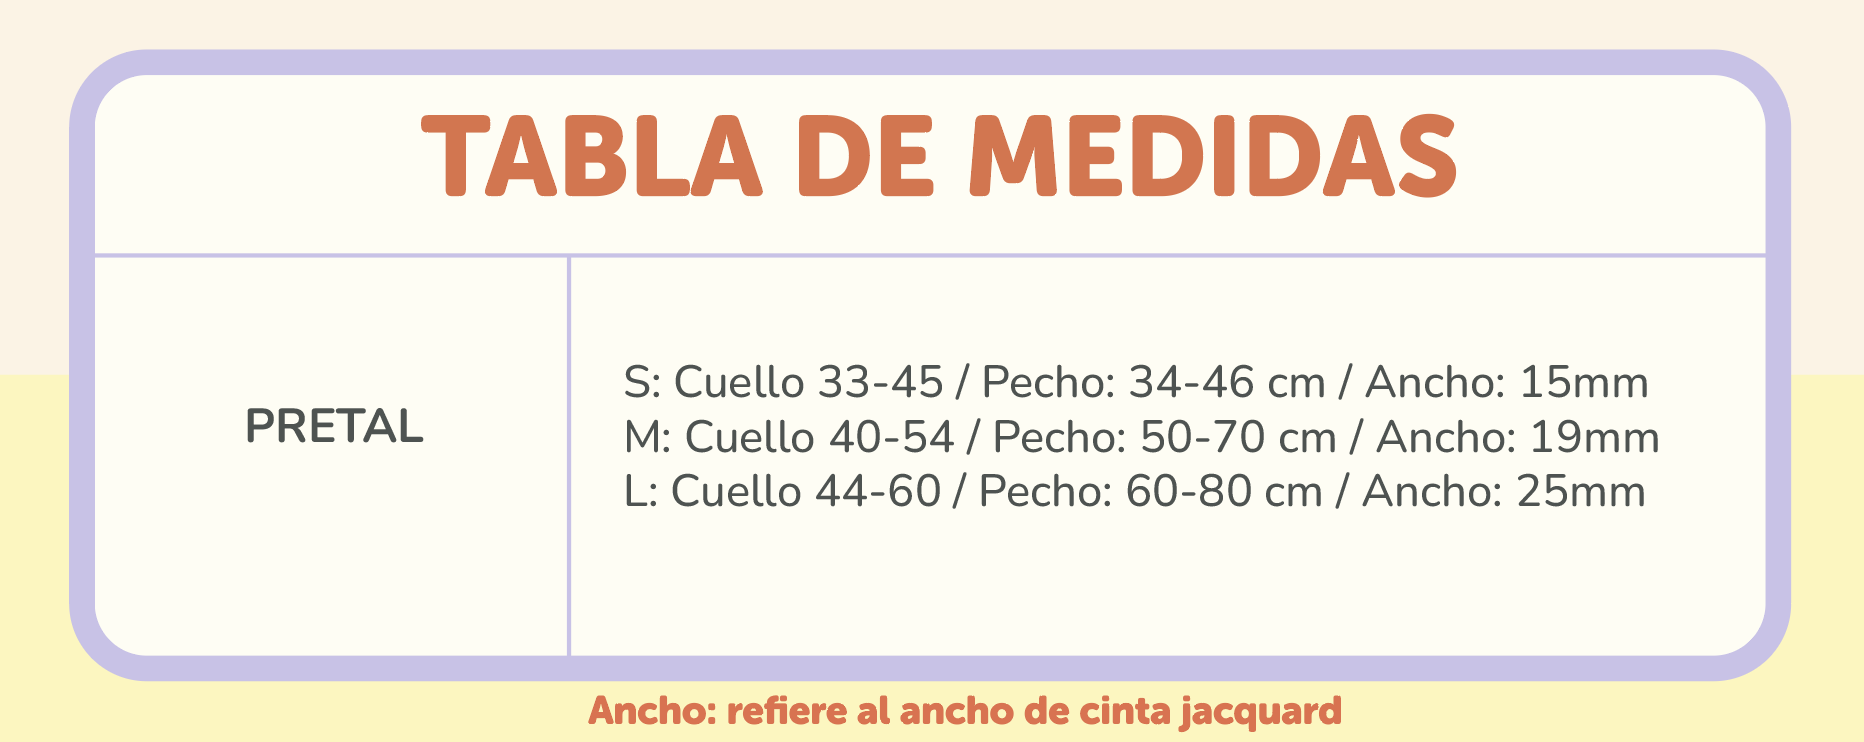 TABLA DE MEDIDAS
PRETAL
S: Cuello 33-45 / Pecho: 34-46 cm / Ancho: 15mm
M: Cuello 40-54 / Pecho: 50-70 cm / Ancho: 19mm
L: Cuello 44-60 / Pecho: 60-80 cm / Ancho: 25mm
Ancho: refiere al ancho de cinta jacquard